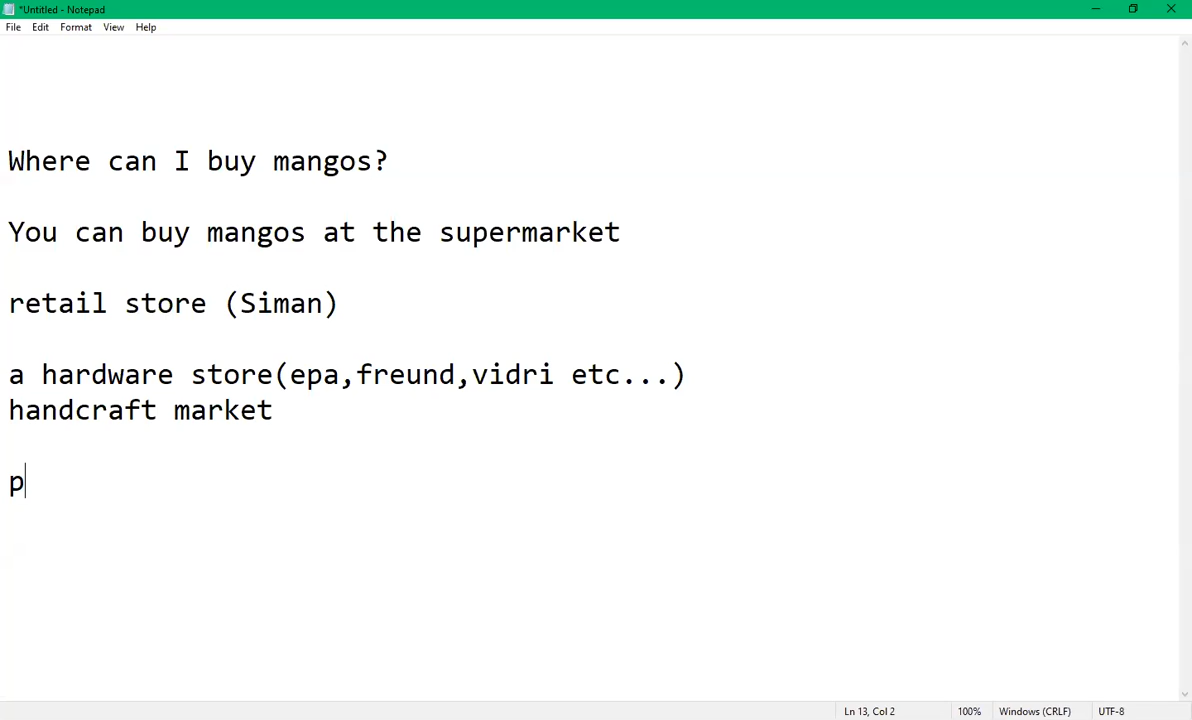 *Untitled - Notepad
File Edit Format View Help
Where can I buy mangos?
You can buy mangos at the supermarket
retail store (Siman)
a hardware store(epa,freund,vidri etc...)
handcraft market
p
Ln 13, Col 2 100% Windows (CRLF) UTF-8